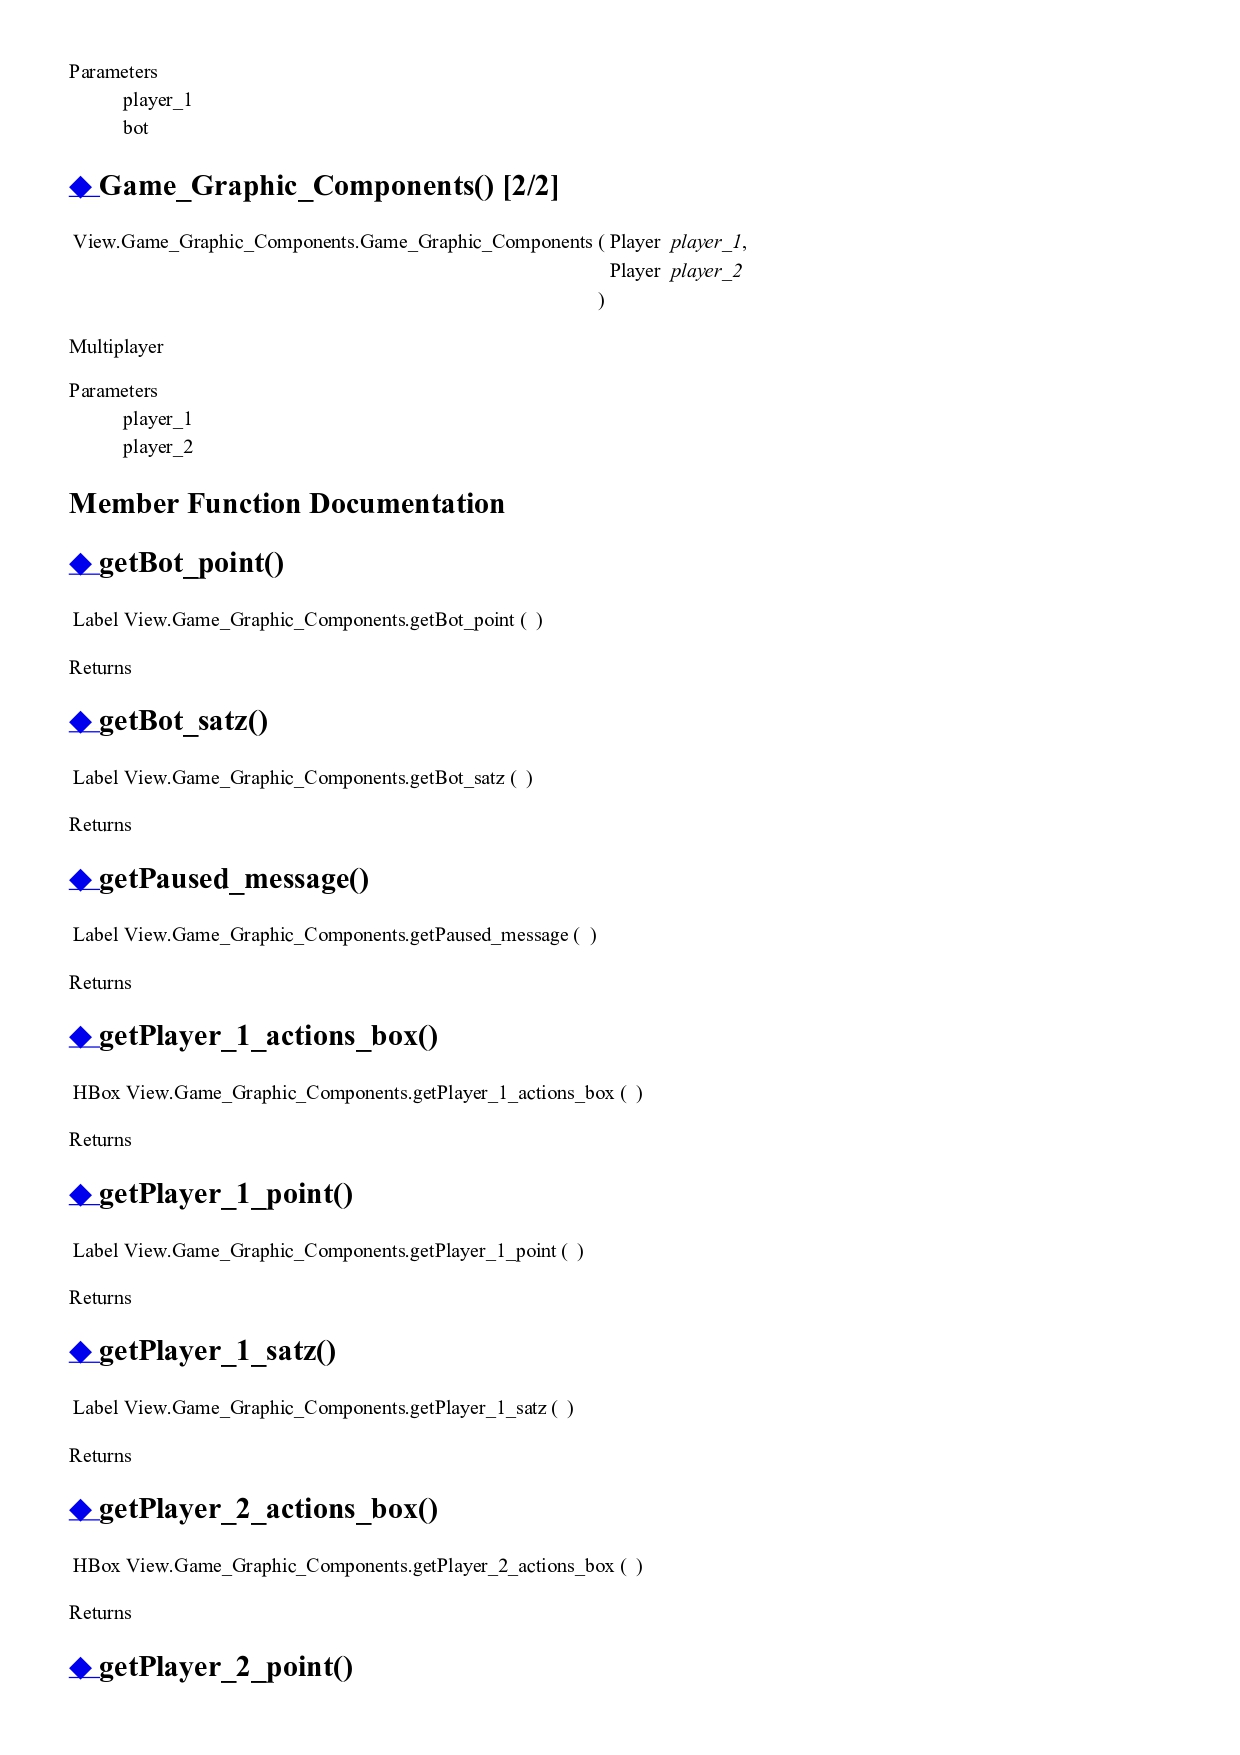 Parameters
player_1
bot
◆ Game_Graphic_Components() [2/2]
View.Game_Graphic_Components.Game_Graphic_Components ( Player player_1,
Player player_2
)
Multiplayer
Parameters
player_1
player_2
Member Function Documentation
◆ getBot_point()
Label View.Game_Graphic_Components.getBot_point ( )
Returns
◆ getBot_satz()
Label View.Game_Graphic_Components.getBot_satz ( )
Returns
◆ getPaused_message()
Label View.Game_Graphic_Components.getPaused_message ( )
Returns
◆ getPlayer_1_actions_box()
HBox View.Game_Graphic_Components.getPlayer_1_actions_box ( )
Returns
◆ getPlayer_1_point()
Label View.Game_Graphic_Components.getPlayer_1_point ( )
Returns
◆ getPlayer_1_satz()
Label View.Game_Graphic_Components.getPlayer_1_satz ( )
Returns
◆ getPlayer_2_actions_box()
HBox View.Game_Graphic_Components.getPlayer_2_actions_box ( )
Returns
◆ getPlayer_2_point()